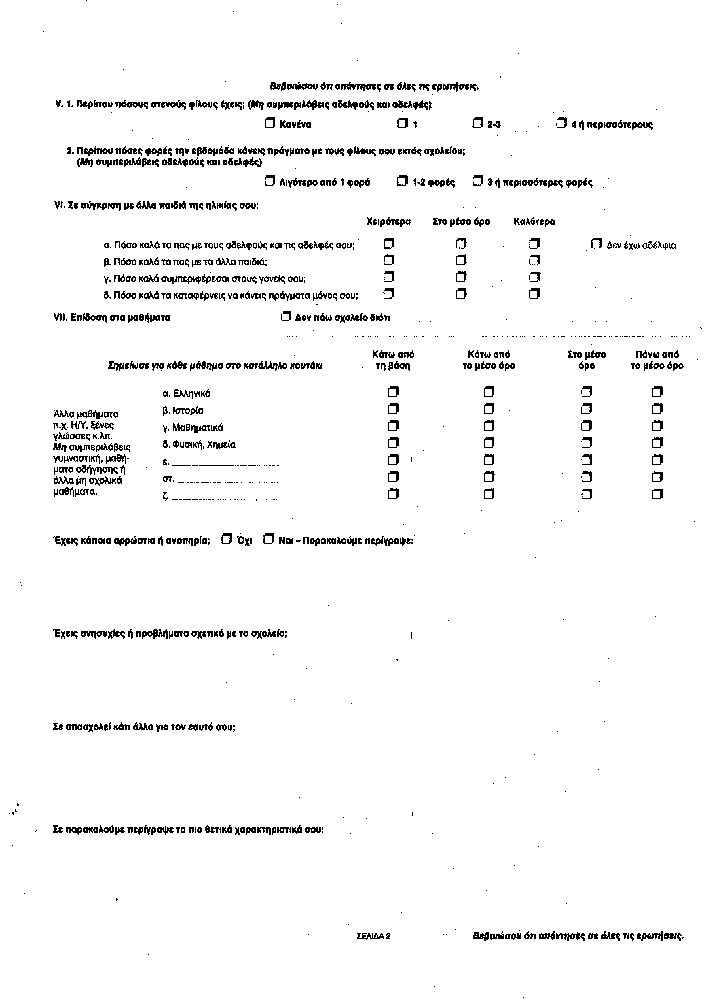 Βεβαιώσου ότι απάντησες σε όλες τις ερωτήσεις.
V. 1. Περίπου πόσους στενούς φίλους έχεις; (Μη συμπεριλάβεις αδελφούς και αδελφές)
☐ Κανένα ☐ 1 ☐ 2-3 ☐ 4 ή περισσότερους
2. Περίπου πόσες φορές την εβδομάδα κάνεις πράγματα με τους φίλους σου εκτός σχολείου;
(Μη συμπεριλάβεις αδελφούς και αδελφές)
☐ Λιγότερο από 1 φορά ☐ 1-2 φορές ☐ 3 ή περισσότερες φορές
VI. Σε σύγκριση με άλλα παιδιά της ηλικίας σου:
Χειρότερα Στο μέσο όρο Καλύτερα
α. Πόσο καλά τα πας με τους αδελφούς και τις αδελφές σου; ☐ ☐ ☐ ☐ Δεν έχω αδέλφια
β. Πόσο καλά τα πας με τα άλλα παιδιά; ☐ ☐ ☐
γ. Πόσο καλά συμπεριφέρεσαι στους γονείς σου; ☐ ☐ ☐
δ. Πόσο καλά τα καταφέρνεις να κάνεις πράγματα μόνος σου; ☐ ☐ ☐
VII. Επίδοση στα μαθήματα ☐ Δεν πάω σχολείο διότι
Κάτω από Κάτω από Στο μέσο Πάνω από
Σημείωσε για κάθε μάθημα στο κατάλληλο κουτάκι τη βάση το μέσο όρο όρο το μέσο όρο
α. Ελληνικά ☐ ☐ ☐ ☐
β. Ιστορία ☐ ☐ ☐ ☐
γ. Μαθηματικά ☐ ☐ ☐ ☐
δ. Φυσική, Χημεία ☐ ☐ ☐ ☐
ε. ☐ ☐ ☐ ☐
στ. ☐ ☐ ☐ ☐
ζ. ☐ ☐ ☐ ☐
Άλλα μαθήματα
π.χ. Η/Υ, ξένες
γλώσσες κ.λπ.
Μη συμπεριλάβεις
γυμναστική, μαθή-
ματα οδήγησης ή
άλλα μη σχολικά
μαθήματα.
Έχεις κάποια αρρώστια ή αναπηρία; ☐ Όχι ☐ Ναι – Παρακαλούμε περίγραψε:
Έχεις ανησυχίες ή προβλήματα σχετικά με το σχολείο;
Σε απασχολεί κάτι άλλο για τον εαυτό σου;
Σε παρακαλούμε περίγραψε τα πιο θετικά χαρακτηριστικά σου:
ΣΕΛΙΔΑ 2 Βεβαιώσου ότι απάντησες σε όλες τις ερωτήσεις.